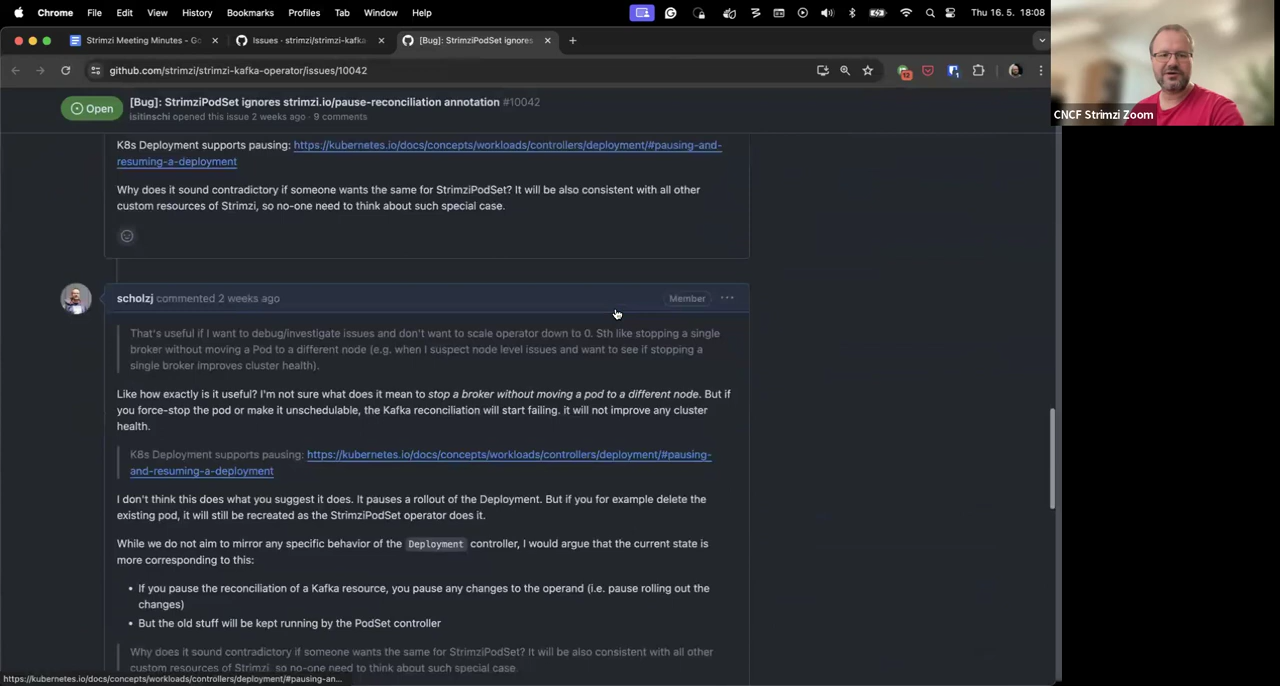 Chrome File Edit View History Bookmarks Profiles Tab Window Help Thu 16. 5. 18:08
Strimzi Meeting Minutes - Go Issues · strimzi/strimzi-kafka [Bug]: StrimziPodSet ignores
github.com/strimzi/strimzi-kafka-operator/issues/10042
12
1
CNCF Strimzi Zoom
Open
[Bug]: StrimziPodSet ignores strimzi.io/pause-reconciliation annotation #10042
isitinschi opened this issue 2 weeks ago · 9 comments
K8s Deployment supports pausing: https://kubernetes.io/docs/concepts/workloads/controllers/deployment/#pausing-and-
resuming-a-deployment
Why does it sound contradictory if someone wants the same for StrimziPodSet? It will be also consistent with all other
custom resources of Strimzi, so no-one need to think about such special case.
scholzj commented 2 weeks ago Member
That's useful if I want to debug/investigate issues and don't want to scale operator down to 0. Sth like stopping a single
broker without moving a Pod to a different node (e.g. when I suspect node level issues and want to see if stopping a
single broker improves cluster health).
Like how exactly is it useful? I'm not sure what does it mean to stop a broker without moving a pod to a different node. But if
you force-stop the pod or make it unschedulable, the Kafka reconciliation will start failing. it will not improve any cluster
health.
K8s Deployment supports pausing: https://kubernetes.io/docs/concepts/workloads/controllers/deployment/#pausing-
and-resuming-a-deployment
I don't think this does what you suggest it does. It pauses a rollout of the Deployment. But if you for example delete the
existing pod, it will still be recreated as the StrimziPodSet operator does it.
While we do not aim to mirror any specific behavior of the Deployment controller, I would argue that the current state is
more corresponding to this:
• If you pause the reconciliation of a Kafka resource, you pause any changes to the operand (i.e. pause rolling out the
changes)
• But the old stuff will be kept running by the PodSet controller
Why does it sound contradictory if someone wants the same for StrimziPodSet? It will be also consistent with all other
custom resources of Strimzi, so no-one need to think about such special case.
https://kubernetes.io/docs/concepts/workloads/controllers/deployment/#pausing-an...